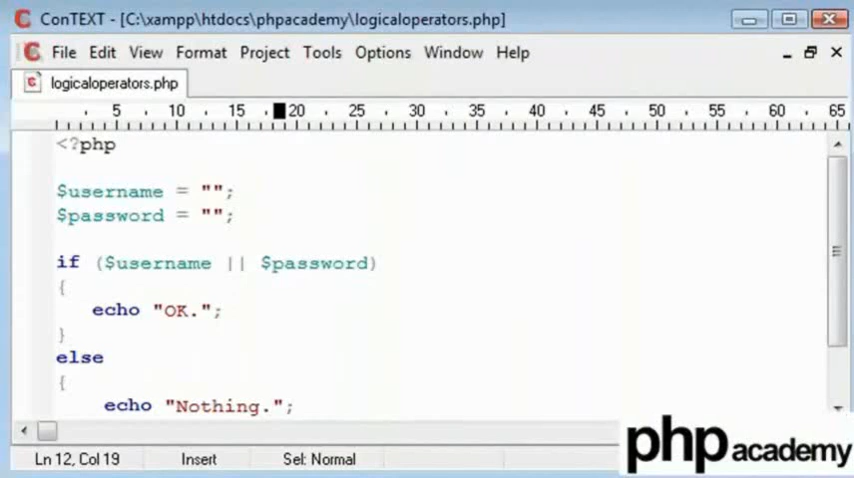 ConTEXT - [C:\xampp\htdocs\phpacademy\logicaloperators.php]
File Edit View Format Project Tools Options Window Help
logicaloperators.php
5 10 15 20 25 30 35 40 45 50 55 60 65
<?php
$username = "";
$password = "";
if ($username || $password)
{
echo "OK.";
}
else
{
echo "Nothing.";
Ln 12, Col 19 Insert Sel: Normal
php academy